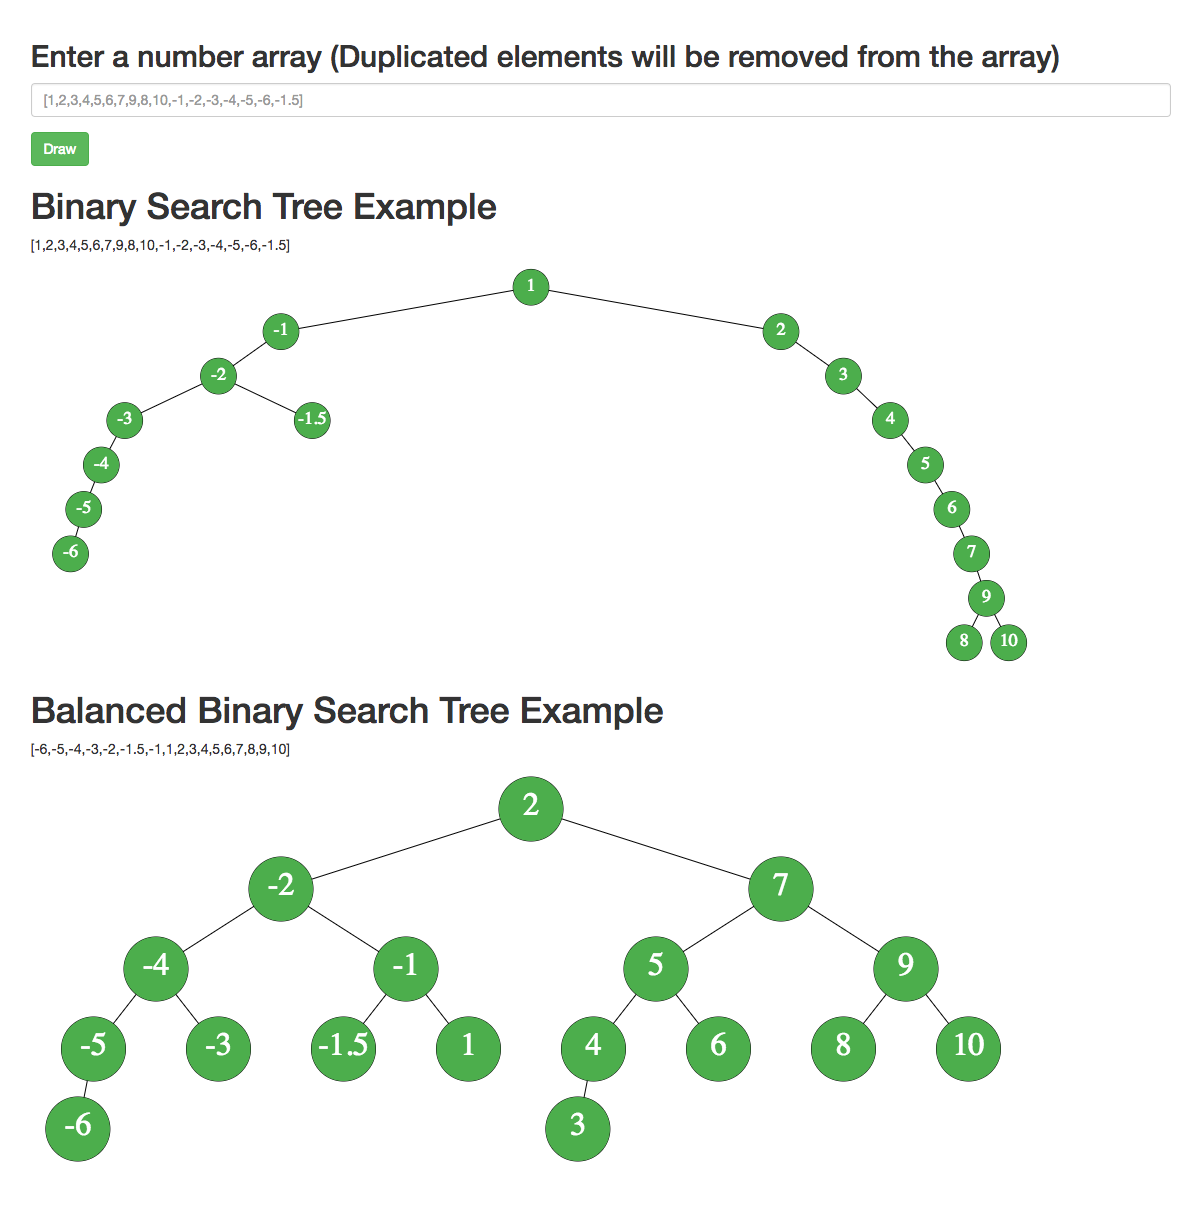 Enter a number array (Duplicated elements will be removed from the array)
[1,2,3,4,5,6,7,9,8,10,-1,-2,-3,-4,-5,-6,-1.5]
Draw
Binary Search Tree Example
[1,2,3,4,5,6,7,9,8,10,-1,-2,-3,-4,-5,-6,-1.5]
1
-1 2
-2 3
-3 -1.5 4
-4 5
-5 6
-6 7
9
8 10
Balanced Binary Search Tree Example
[-6,-5,-4,-3,-2,-1.5,-1,1,2,3,4,5,6,7,8,9,10]
2
-2 7
-4 -1 5 9
-5 -3 -1.5 1 4 6 8 10
-6 3